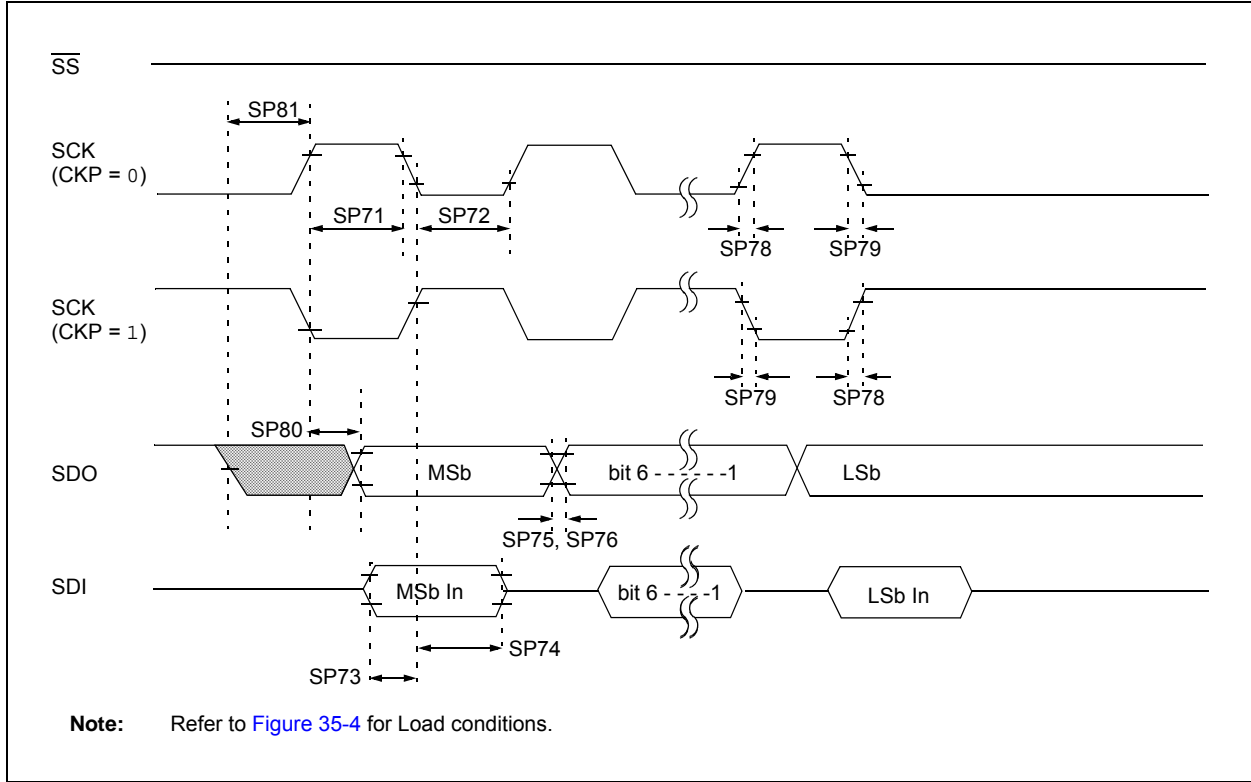 SS
SP81
SCK
(CKP = 0)
SP71
SP72
SP78
SP79
SCK
(CKP = 1)
SP79
SP78
SP80
SDO
MSb
bit 6 - - - - - -1
LSb
SP75, SP76
SDI
MSb In
bit 6 - - - -1
LSb In
SP74
SP73
Note: Refer to Figure 35-4 for Load conditions.